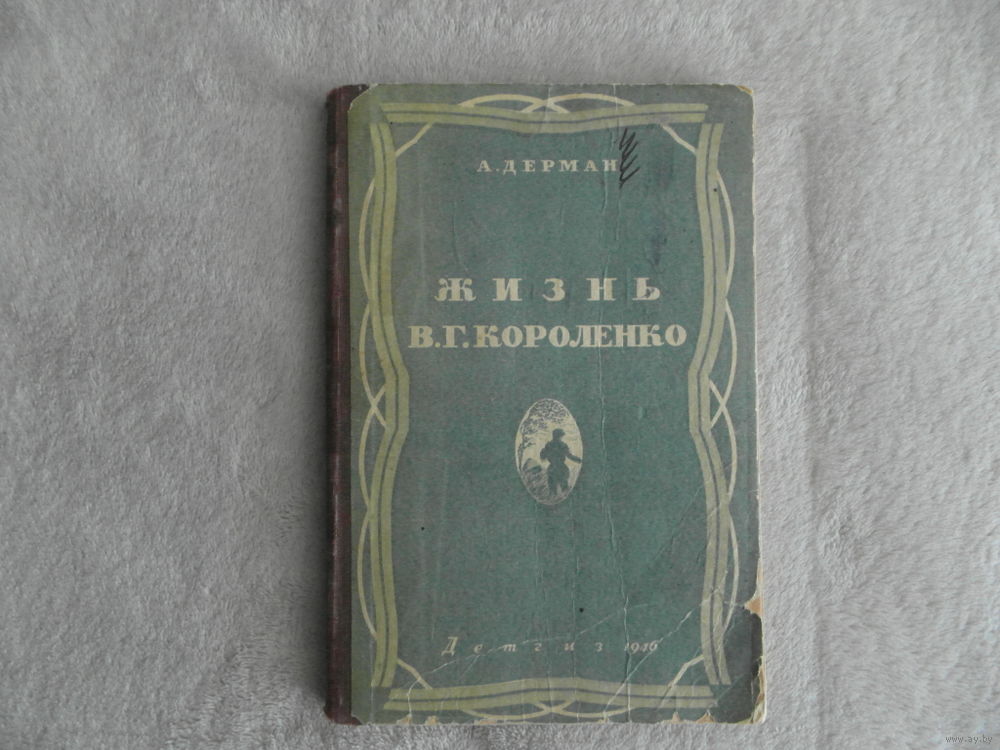 А. ДЕРМАН
ЖИЗНЬ
В. Г. КОРОЛЕНКО
Детгиз 1946
www.ay.by